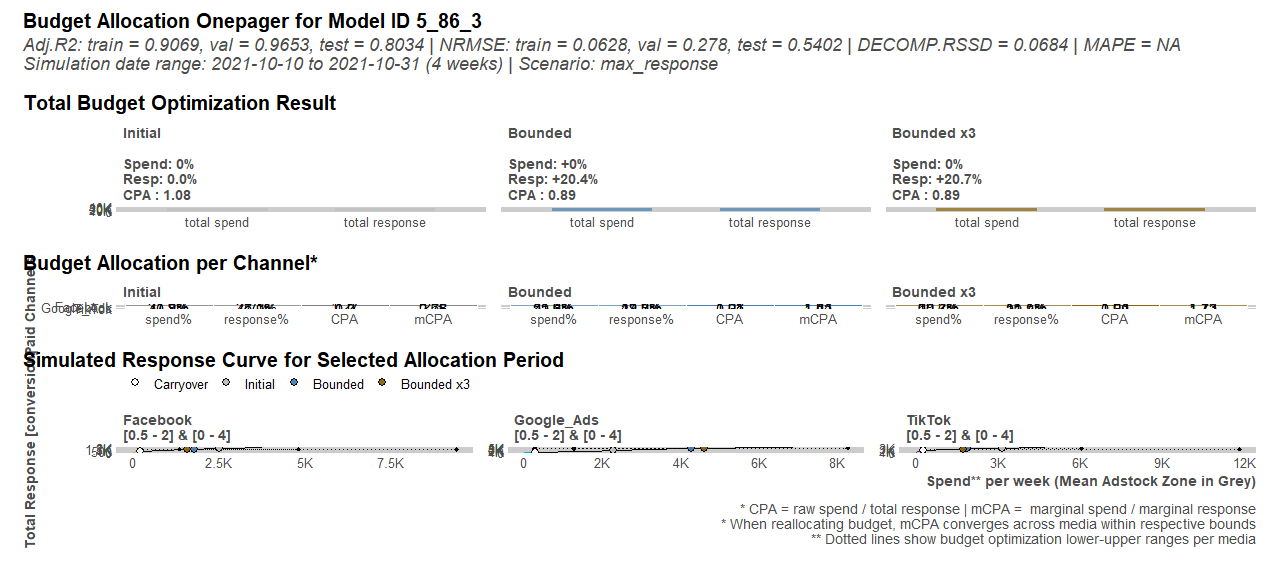 Budget Allocation Onepager for Model ID 5_86_3
Adj.R2: train = 0.9069, val = 0.9653, test = 0.8034 | NRMSE: train = 0.0628, val = 0.278, test = 0.5402 | DECOMP.RSSD = 0.0684 | MAPE = NA
Simulation date range: 2021-10-10 to 2021-10-31 (4 weeks) | Scenario: max_response
Total Budget Optimization Result
Initial
Spend: 0%
Resp: 0.0%
CPA : 1.08
total spend total response
Bounded
Spend: +0%
Resp: +20.4%
CPA : 0.89
total spend total response
Bounded x3
Spend: 0%
Resp: +20.7%
CPA : 0.89
total spend total response
Budget Allocation per Channel*
Initial
spend% response% CPA mCPA
Bounded
spend% response% CPA mCPA
Bounded x3
spend% response% CPA mCPA
Paid Channel
Simulated Response Curve for Selected Allocation Period
Carryover Initial Bounded Bounded x3
Total Response [conversion]
Facebook
[0.5 - 2] & [0 - 4]
0 2.5K 5K 7.5K
Google_Ads
[0.5 - 2] & [0 - 4]
0 2K 4K 6K 8K
TikTok
[0.5 - 2] & [0 - 4]
0 3K 6K 9K 12K
Spend** per week (Mean Adstock Zone in Grey)
* CPA = raw spend / total response | mCPA =  marginal spend / marginal response
* When reallocating budget, mCPA converges across media within respective bounds
** Dotted lines show budget optimization lower-upper ranges per media